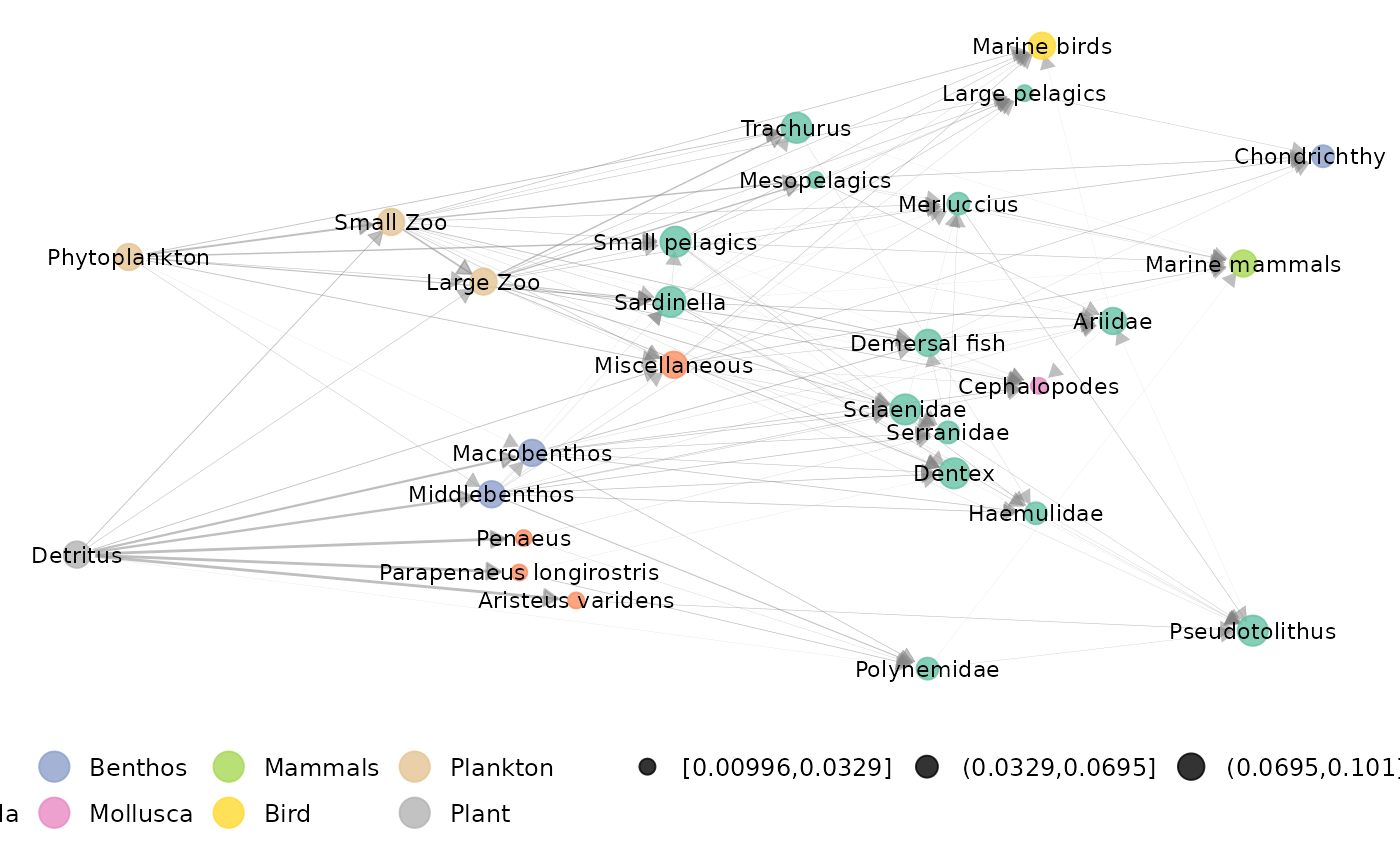 Marine birds
Large pelagics
Trachurus
Chondrichthy
Mesopelagics
Merluccius
Small Zoo
Small pelagics
Phytoplankton
Marine mammals
Large Zoo
Sardinella
Ariidae
Demersal fish
Miscellaneous
Cephalopodes
Sciaenidae
Serranidae
Macrobenthos
Dentex
Middlebenthos
Haemulidae
Penaeus
Detritus
Parapenaeus longirostris
Aristeus varidens
Pseudotolithus
Polynemidae
Benthos Mammals Plankton [0.00996,0.0329] (0.0329,0.0695] (0.0695,0.101]
da Mollusca Bird Plant